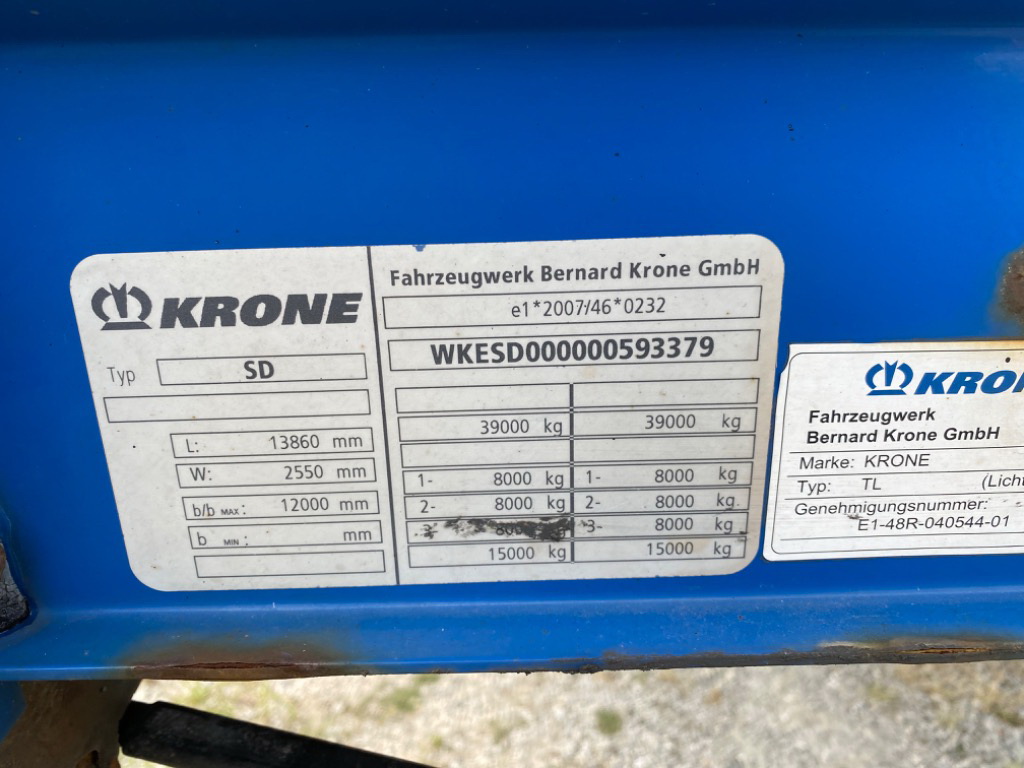 KRONE
Typ SD
L: 13860 mm
W: 2550 mm
b/b MAX: 12000 mm
b MIN: mm
Fahrzeugwerk Bernard Krone GmbH
e1*2007/46*0232
WKESD000000593379
39000 kg 39000 kg
1- 8000 kg 1- 8000 kg
2- 8000 kg 2- 8000 kg
3- 8000 kg
15000 kg 15000 kg
KRO
Fahrzeugwerk
Bernard Krone GmbH
Marke: KRONE
Typ: TL (Licht
Genehmigungsnummer:
E1-48R-040544-01